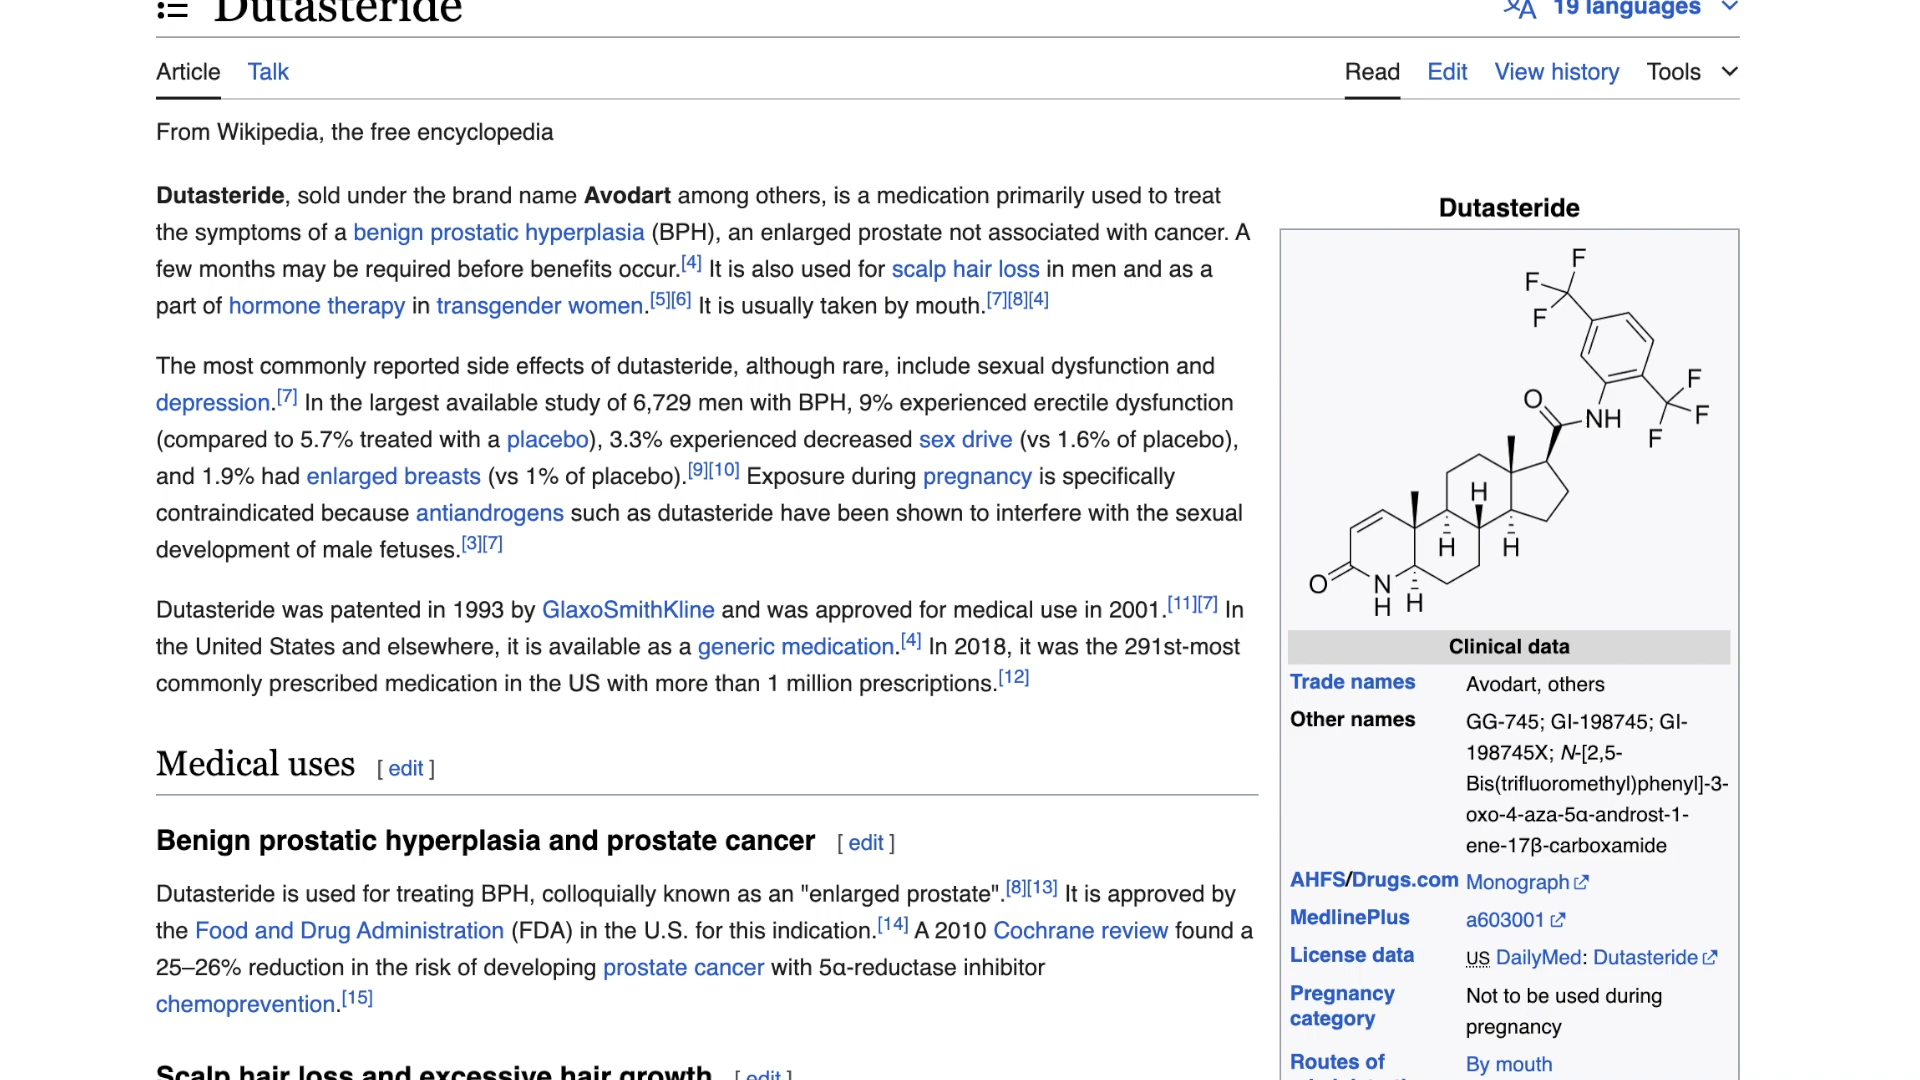 Dutasteride
19 languages
Article Talk
Read Edit View history Tools
From Wikipedia, the free encyclopedia
Dutasteride, sold under the brand name Avodart among others, is a medication primarily used to treat
the symptoms of a benign prostatic hyperplasia (BPH), an enlarged prostate not associated with cancer. A
few months may be required before benefits occur.[4] It is also used for scalp hair loss in men and as a
part of hormone therapy in transgender women.[5][6] It is usually taken by mouth.[7][8][4]
The most commonly reported side effects of dutasteride, although rare, include sexual dysfunction and
depression.[7] In the largest available study of 6,729 men with BPH, 9% experienced erectile dysfunction
(compared to 5.7% treated with a placebo), 3.3% experienced decreased sex drive (vs 1.6% of placebo),
and 1.9% had enlarged breasts (vs 1% of placebo).[9][10] Exposure during pregnancy is specifically
contraindicated because antiandrogens such as dutasteride have been shown to interfere with the sexual
development of male fetuses.[3][7]
Dutasteride was patented in 1993 by GlaxoSmithKline and was approved for medical use in 2001.[11][7] In
the United States and elsewhere, it is available as a generic medication.[4] In 2018, it was the 291st-most
commonly prescribed medication in the US with more than 1 million prescriptions.[12]
Medical uses [ edit ]
Benign prostatic hyperplasia and prostate cancer [ edit ]
Dutasteride is used for treating BPH, colloquially known as an "enlarged prostate".[8][13] It is approved by
the Food and Drug Administration (FDA) in the U.S. for this indication.[14] A 2010 Cochrane review found a
25–26% reduction in the risk of developing prostate cancer with 5α-reductase inhibitor
chemoprevention.[15]
Scalp hair loss and excessive hair growth [ edit ]
Dutasteride
F
F
F
F
O
NH
F
F
H
H
H
O
N
H
H
Clinical data
Trade names Avodart, others
Other names GG-745; GI-198745; GI-
198745X; N-[2,5-
Bis(trifluoromethyl)phenyl]-3-
oxo-4-aza-5α-androst-1-
ene-17β-carboxamide
AHFS/Drugs.com Monograph
MedlinePlus a603001
License data US DailyMed: Dutasteride
Pregnancy
category
Not to be used during
pregnancy
Routes of
By mouth